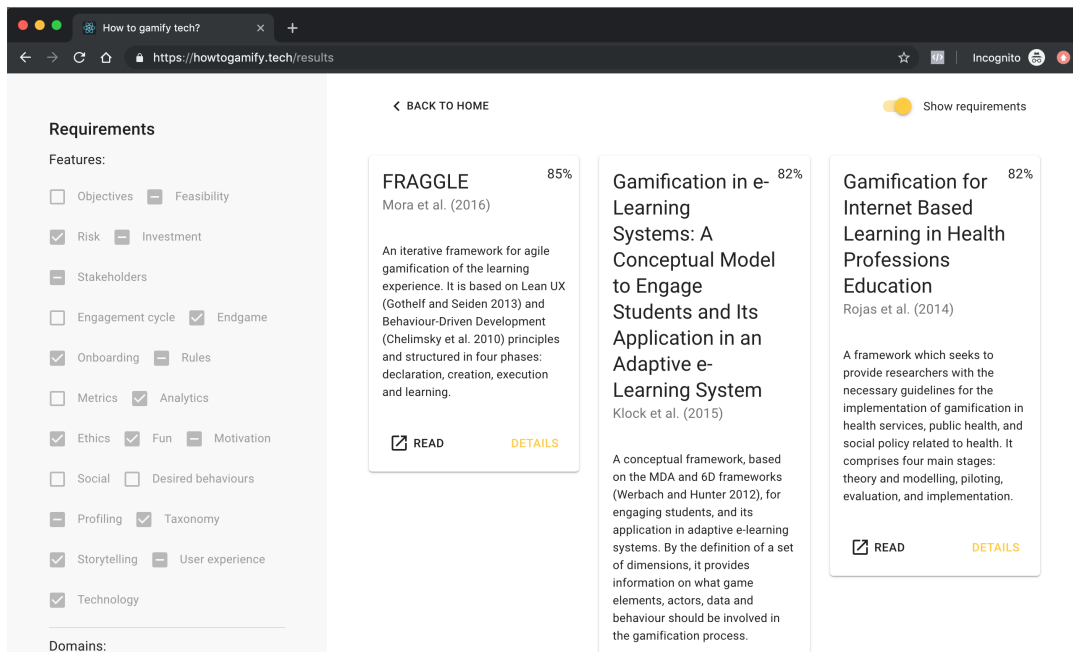 How to gamify tech?
https://howtogamify.tech/results
Incognito
Requirements
Features:
Objectives Feasibility
Risk Investment
Stakeholders
Engagement cycle Endgame
Onboarding Rules
Metrics Analytics
Ethics Fun Motivation
Social Desired behaviours
Profiling Taxonomy
Storytelling User experience
Technology
Domains:
BACK TO HOME
Show requirements
FRAGGLE
85%
Mora et al. (2016)
An iterative framework for agile
gamification of the learning
experience. It is based on Lean UX
(Gothelf and Seiden 2013) and
Behaviour-Driven Development
(Chelimsky et al. 2010) principles
and structured in four phases:
declaration, creation, execution
and learning.
READ DETAILS
Gamification in e-
82%
Learning
Systems: A
Conceptual Model
to Engage
Students and Its
Application in an
Adaptive e-
Learning System
Klock et al. (2015)
A conceptual framework, based
on the MDA and 6D frameworks
(Werbach and Hunter 2012), for
engaging students, and its
application in adaptive e-learning
systems. By the definition of a set
of dimensions, it provides
information on what game
elements, actors, data and
behaviour should be involved in
the gamification process.
Gamification for
82%
Internet Based
Learning in Health
Professions
Education
Rojas et al. (2014)
A framework which seeks to
provide researchers with the
necessary guidelines for the
implementation of gamification in
health services, public health, and
social policy related to health. It
comprises four main stages:
theory and modelling, piloting,
evaluation, and implementation.
READ DETAILS